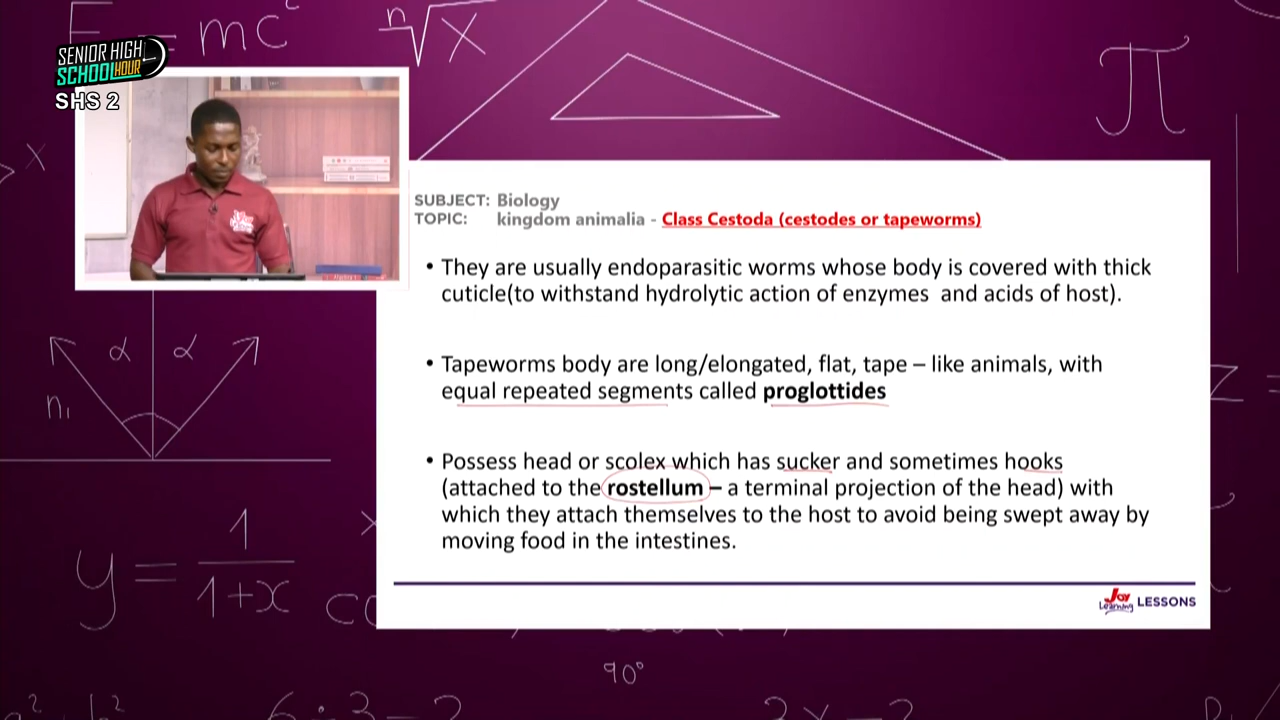 E = mc
n√x
π
SENIOR HIGH
SCHOOL HOUR
SHS 2
x
SUBJECT: Biology
TOPIC: kingdom animalia - Class Cestoda (cestodes or tapeworms)
• They are usually endoparasitic worms whose body is covered with thick
cuticle(to withstand hydrolytic action of enzymes and acids of host).
• Tapeworms body are long/elongated, flat, tape – like animals, with
equal repeated segments called proglottides
• Possess head or scolex which has sucker and sometimes hooks
(attached to the rostellum – a terminal projection of the head) with
which they attach themselves to the host to avoid being swept away by
moving food in the intestines.
Joy Learning LESSONS
α α
n₁
z =
y = 1/1+x
90°